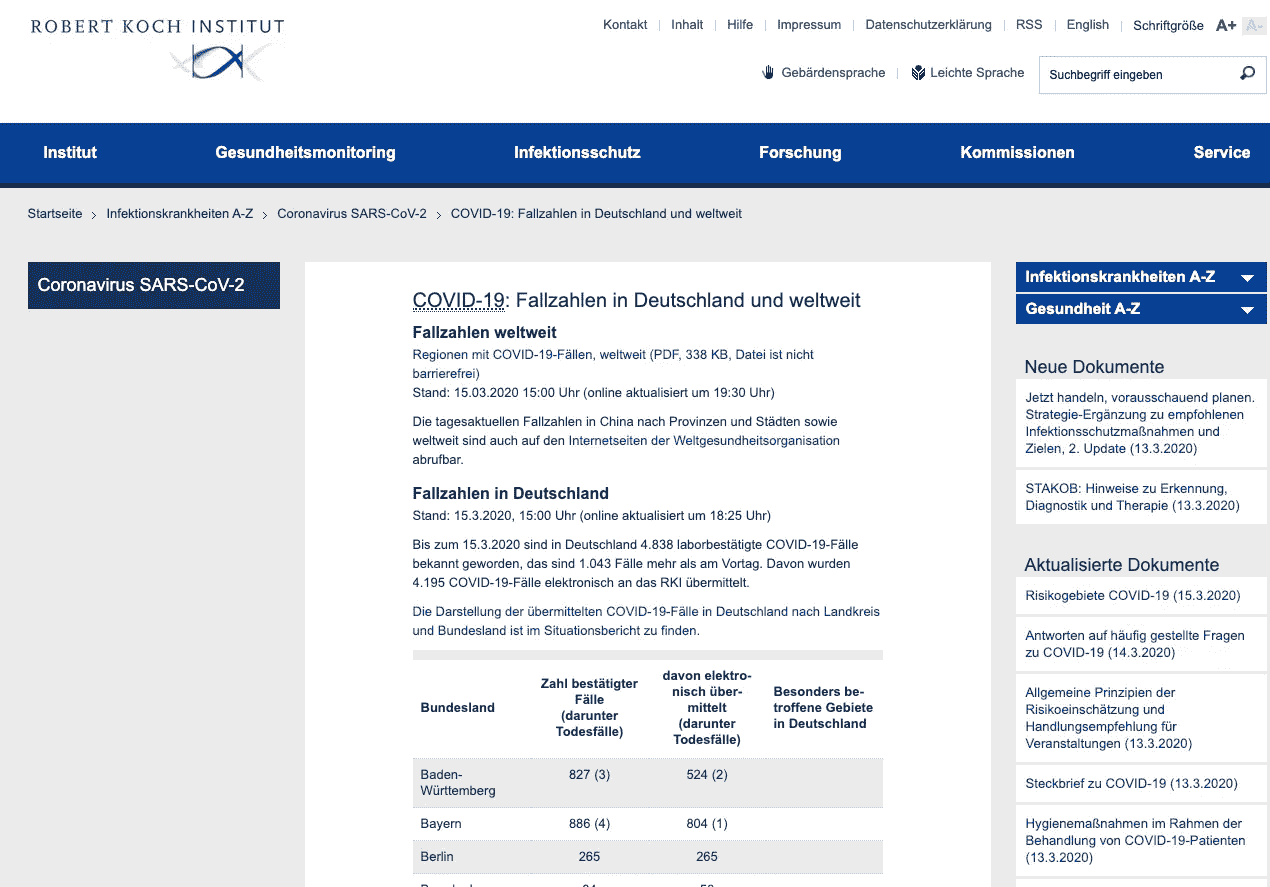 ROBERT KOCH INSTITUT
Kontakt Inhalt Hilfe Impressum Datenschutzerklärung RSS English Schriftgröße A+ A-
Gebärdensprache Leichte Sprache Suchbegriff eingeben
Institut Gesundheitsmonitoring Infektionsschutz Forschung Kommissionen Service
Startseite Infektionskrankheiten A-Z Coronavirus SARS-CoV-2 COVID-19: Fallzahlen in Deutschland und weltweit
Coronavirus SARS-CoV-2
COVID-19: Fallzahlen in Deutschland und weltweit
Fallzahlen weltweit
Regionen mit COVID-19-Fällen, weltweit (PDF, 338 KB, Datei ist nicht
barrierefrei)
Stand: 15.03.2020 15:00 Uhr (online aktualisiert um 19:30 Uhr)
Die tagesaktuellen Fallzahlen in China nach Provinzen und Städten sowie
weltweit sind auch auf den Internetseiten der Weltgesundheitsorganisation
abrufbar.
Fallzahlen in Deutschland
Stand: 15.3.2020, 15:00 Uhr (online aktualisiert um 18:25 Uhr)
Bis zum 15.3.2020 sind in Deutschland 4.838 laborbestätigte COVID-19-Fälle
bekannt geworden, das sind 1.043 Fälle mehr als am Vortag. Davon wurden
4.195 COVID-19-Fälle elektronisch an das RKI übermittelt.
Die Darstellung der übermittelten COVID-19-Fälle in Deutschland nach Landkreis
und Bundesland ist im Situationsbericht zu finden.
Bundesland
Zahl bestätigter
Fälle
(darunter
Todesfälle)
davon elektro-
nisch über-
mittelt
(darunter
Todesfälle)
Besonders be-
troffene Gebiete
in Deutschland
Baden-
Württemberg
827 (3) 524 (2)
Bayern 886 (4) 804 (1)
Berlin 265 265
Infektionskrankheiten A-Z
Gesundheit A-Z
Neue Dokumente
Jetzt handeln, vorausschauend planen.
Strategie-Ergänzung zu empfohlenen
Infektionsschutzmaßnahmen und
Zielen, 2. Update (13.3.2020)
STAKOB: Hinweise zu Erkennung,
Diagnostik und Therapie (13.3.2020)
Aktualisierte Dokumente
Risikogebiete COVID-19 (15.3.2020)
Antworten auf häufig gestellte Fragen
zu COVID-19 (14.3.2020)
Allgemeine Prinzipien der
Risikoeinschätzung und
Handlungsempfehlung für
Veranstaltungen (13.3.2020)
Steckbrief zu COVID-19 (13.3.2020)
Hygienemaßnahmen im Rahmen der
Behandlung von COVID-19-Patienten
(13.3.2020)